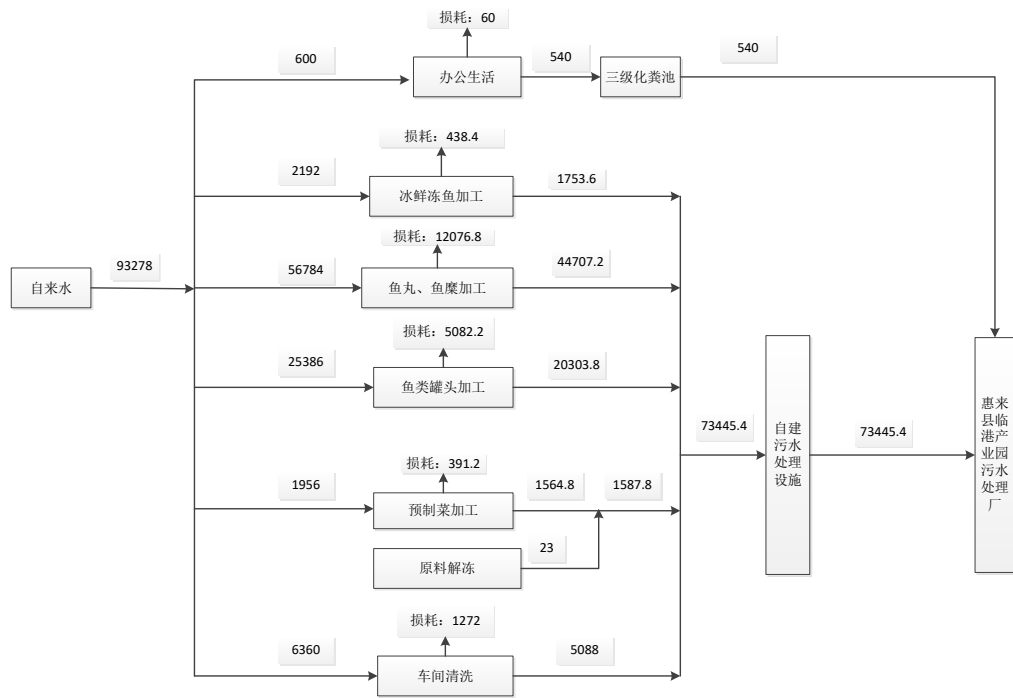 损耗：60
600
办公生活
540
三级化粪池
540
损耗：438.4
2192
冰鲜冻鱼加工
1753.6
损耗：12076.8
自来水
93278
56784
鱼丸、鱼糜加工
44707.2
损耗：5082.2
25386
鱼类罐头加工
20303.8
73445.4
自建
污水
处理
设施
73445.4
惠来
县临
港产
业园
污水
处理
厂
损耗：391.2
1956
预制菜加工
1564.8
1587.8
原料解冻
23
损耗：1272
6360
车间清洗
5088